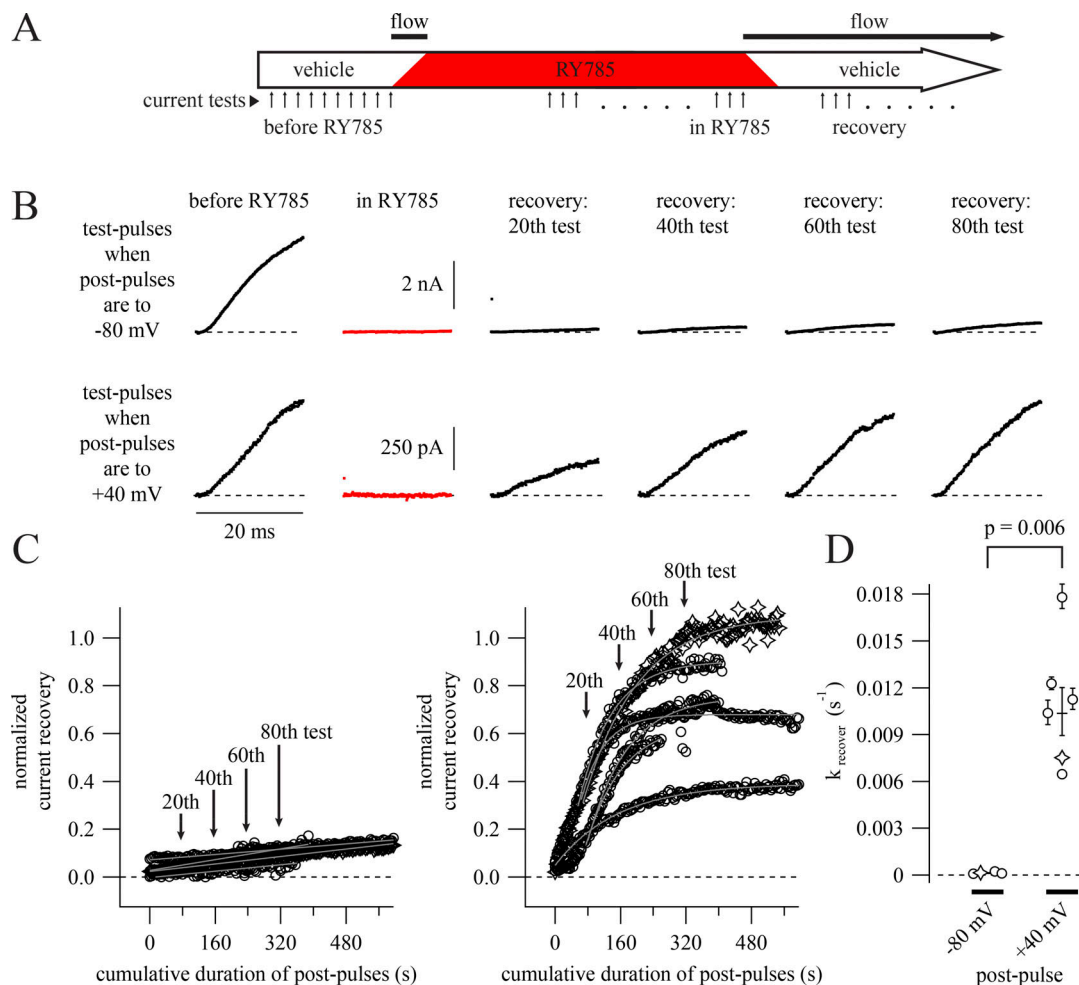 A
flow
flow
vehicle
RY785
vehicle
current tests
before RY785
in RY785
recovery
B
before RY785
in RY785
recovery:
20th test
recovery:
40th test
recovery:
60th test
recovery:
80th test
test-pulses
when
post-pulses
are to
-80 mV
2 nA
test-pulses
when
post-pulses
are to
+40 mV
250 pA
20 ms
C
normalized
current recovery
1.0
0.8
0.6
0.4
0.2
0.0
20th
40th
60th
80th test
0
160
320
480
cumulative duration of post-pulses (s)
normalized
current recovery
1.0
0.8
0.6
0.4
0.2
0.0
20th
40th
60th
80th test
0
160
320
480
cumulative duration of post-pulses (s)
D
p = 0.006
k recover (s-1)
0.018
0.015
0.012
0.009
0.006
0.003
0
-80 mV
+40 mV
post-pulse